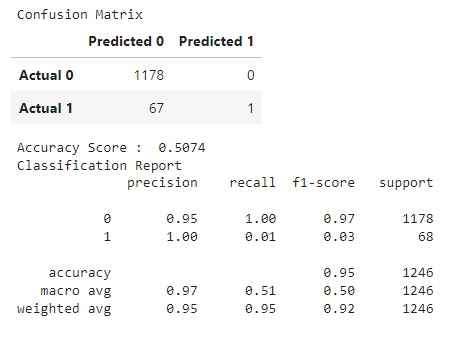 Confusion Matrix
Predicted 0 Predicted 1
Actual 0 1178 0
Actual 1 67 1
Accuracy Score : 0.5074
Classification Report
precision recall f1-score support
0 0.95 1.00 0.97 1178
1 1.00 0.01 0.03 68
accuracy 0.95 1246
macro avg 0.97 0.51 0.50 1246
weighted avg 0.95 0.95 0.92 1246